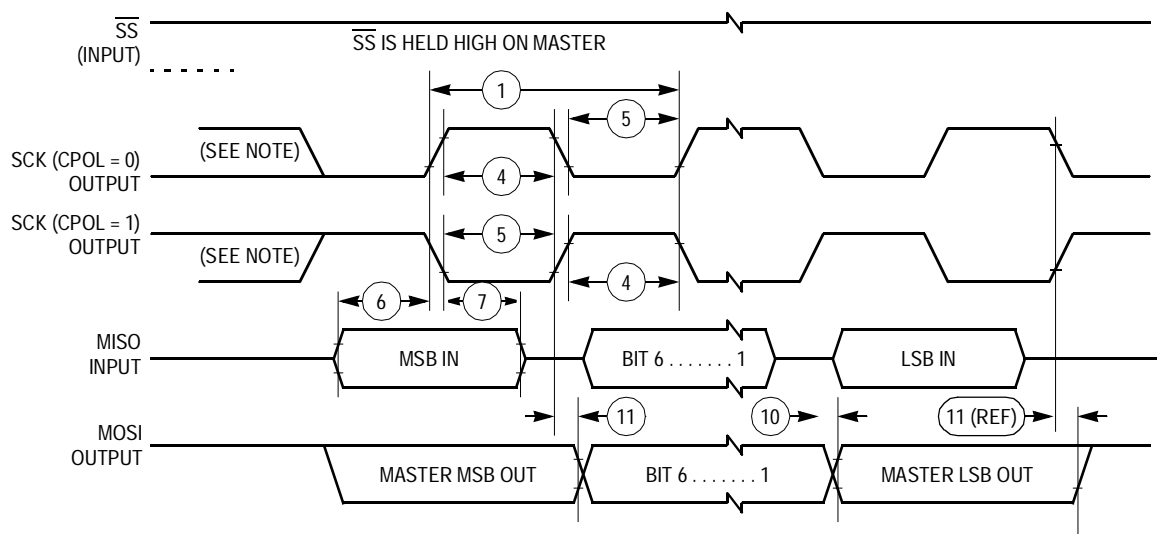 SS
(INPUT)
SS IS HELD HIGH ON MASTER
1
5
SCK (CPOL = 0)
OUTPUT
(SEE NOTE)
4
SCK (CPOL = 1)
OUTPUT
(SEE NOTE)
5
4
6
7
MISO
INPUT
MSB IN
BIT 6 . . . . . . . 1
LSB IN
11
10
11 (REF)
MOSI
OUTPUT
MASTER MSB OUT
BIT 6 . . . . . . . 1
MASTER LSB OUT